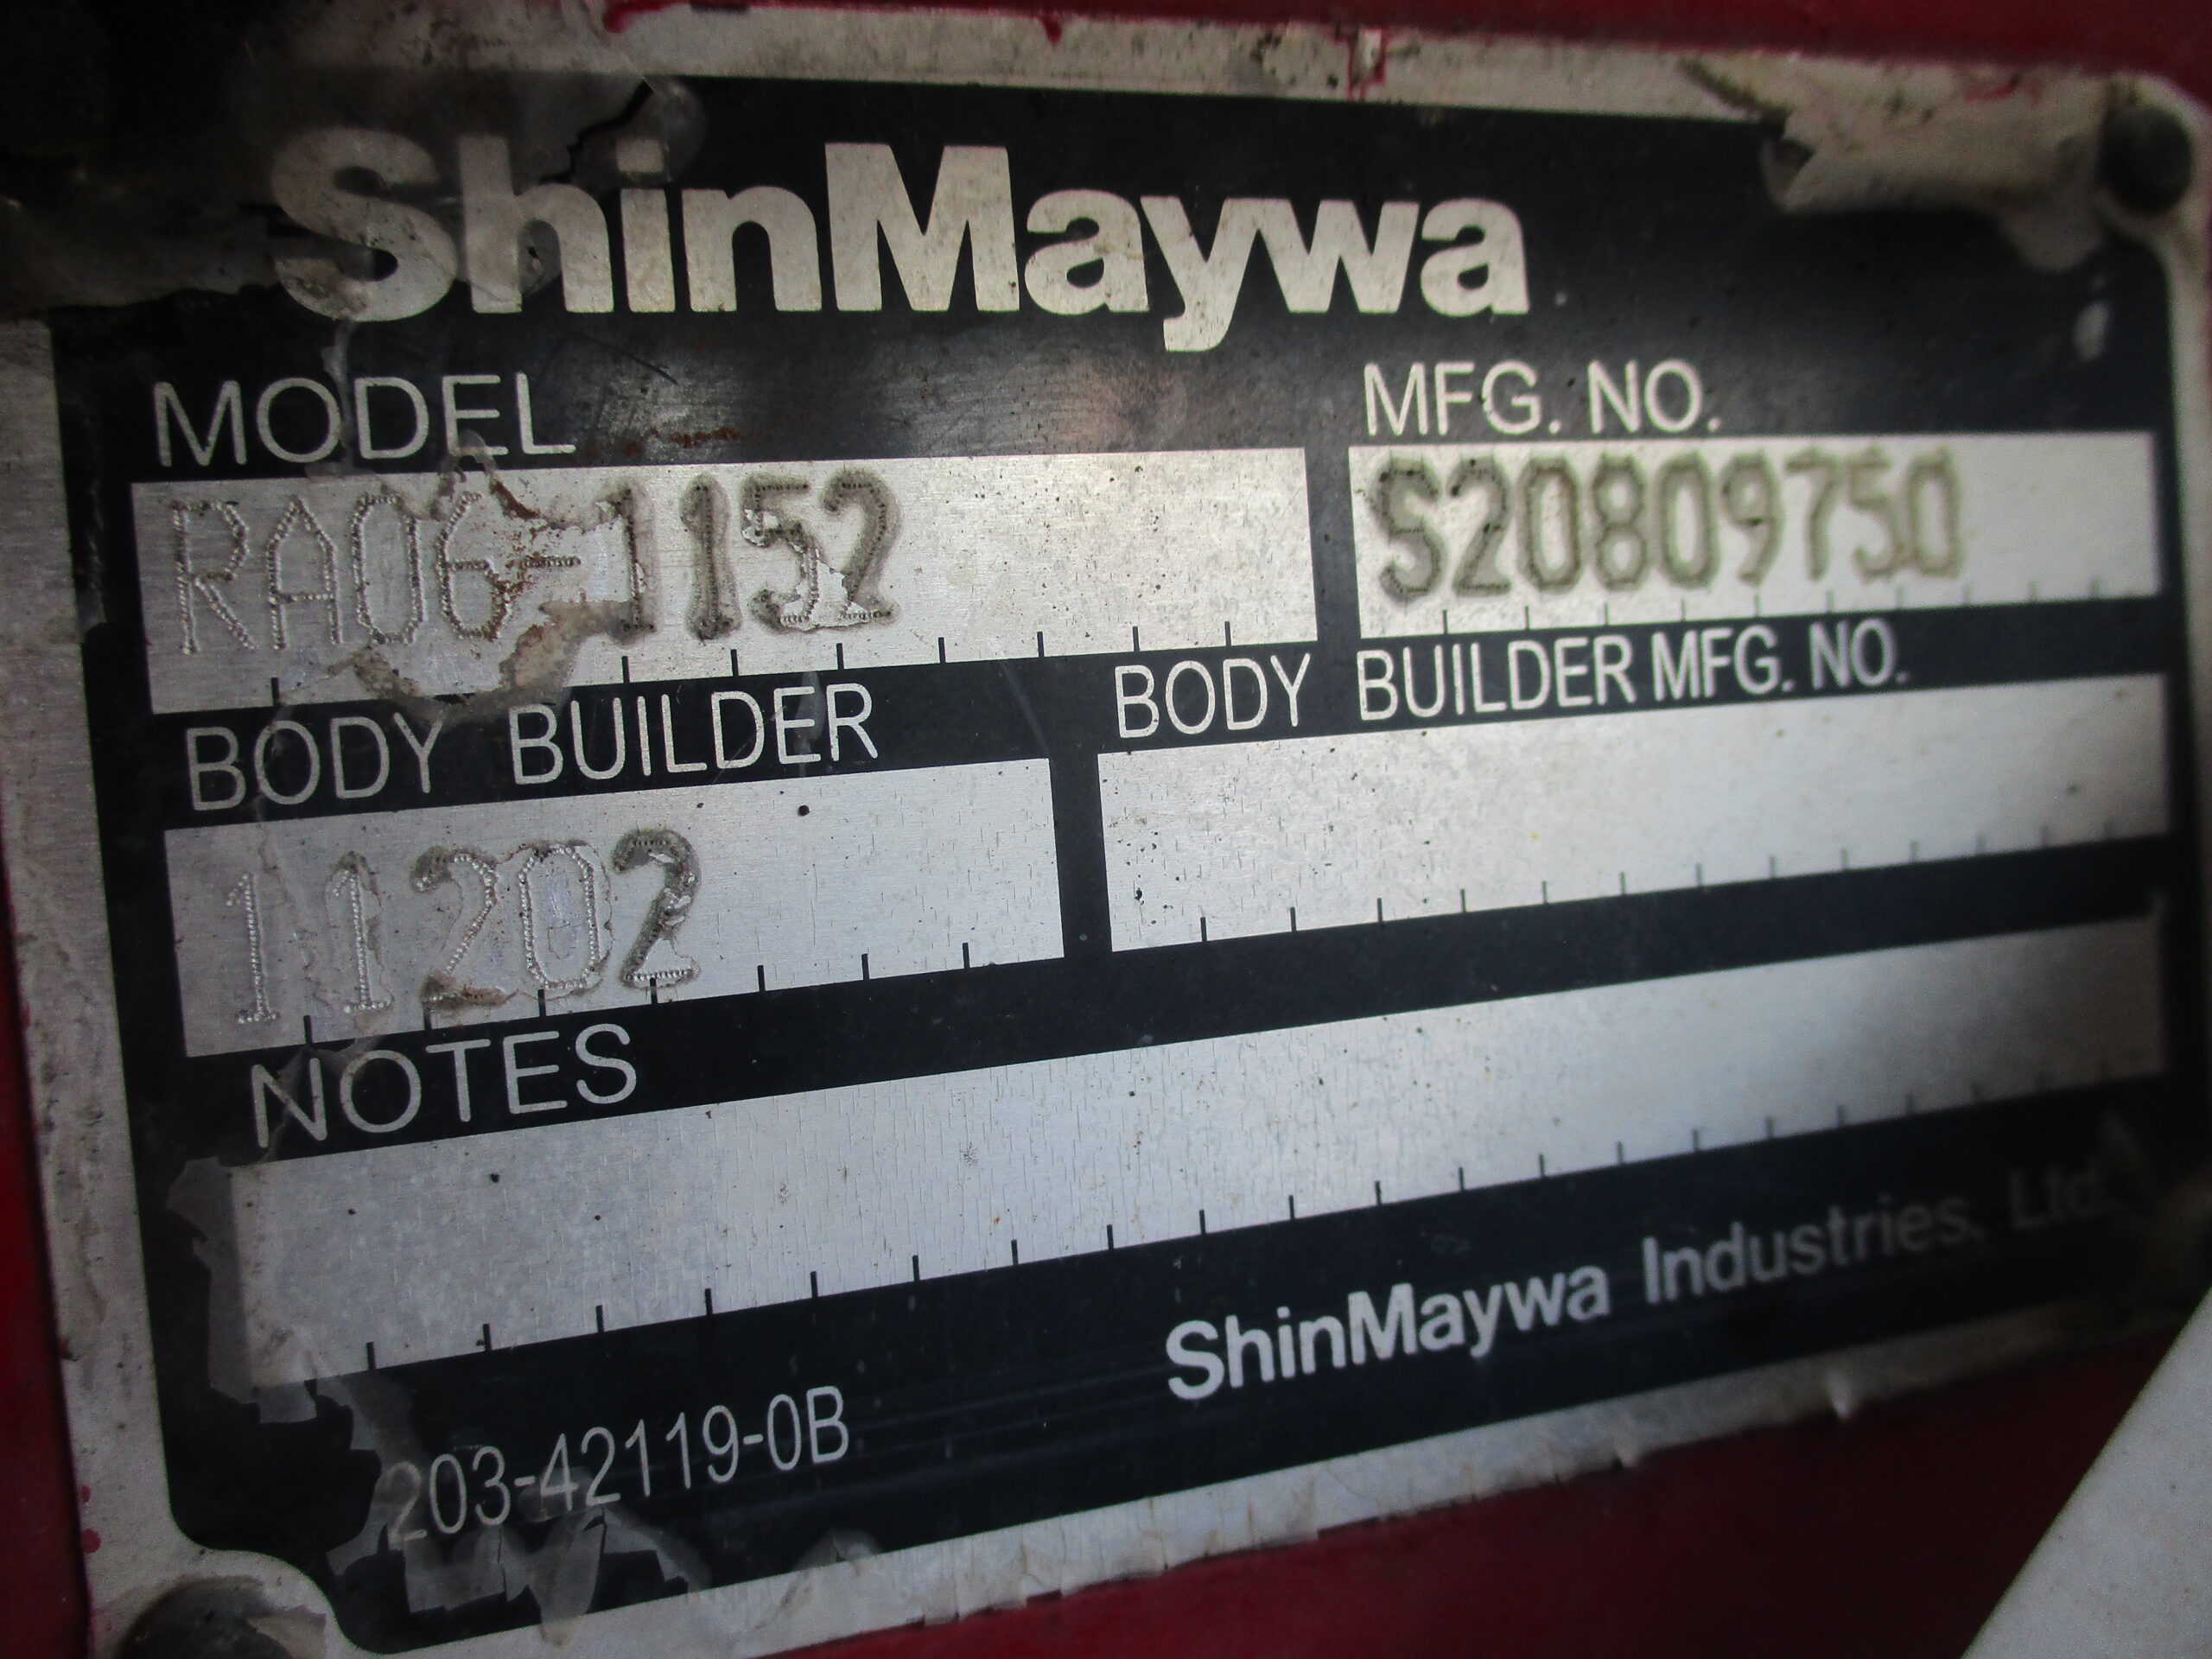 ShinMaywa
MODEL MFG. NO.
RA06-1152 S20809750
BODY BUILDER BODY BUILDER MFG. NO.
11202
NOTES
203-42119-0B ShinMaywa Industries, Ltd.